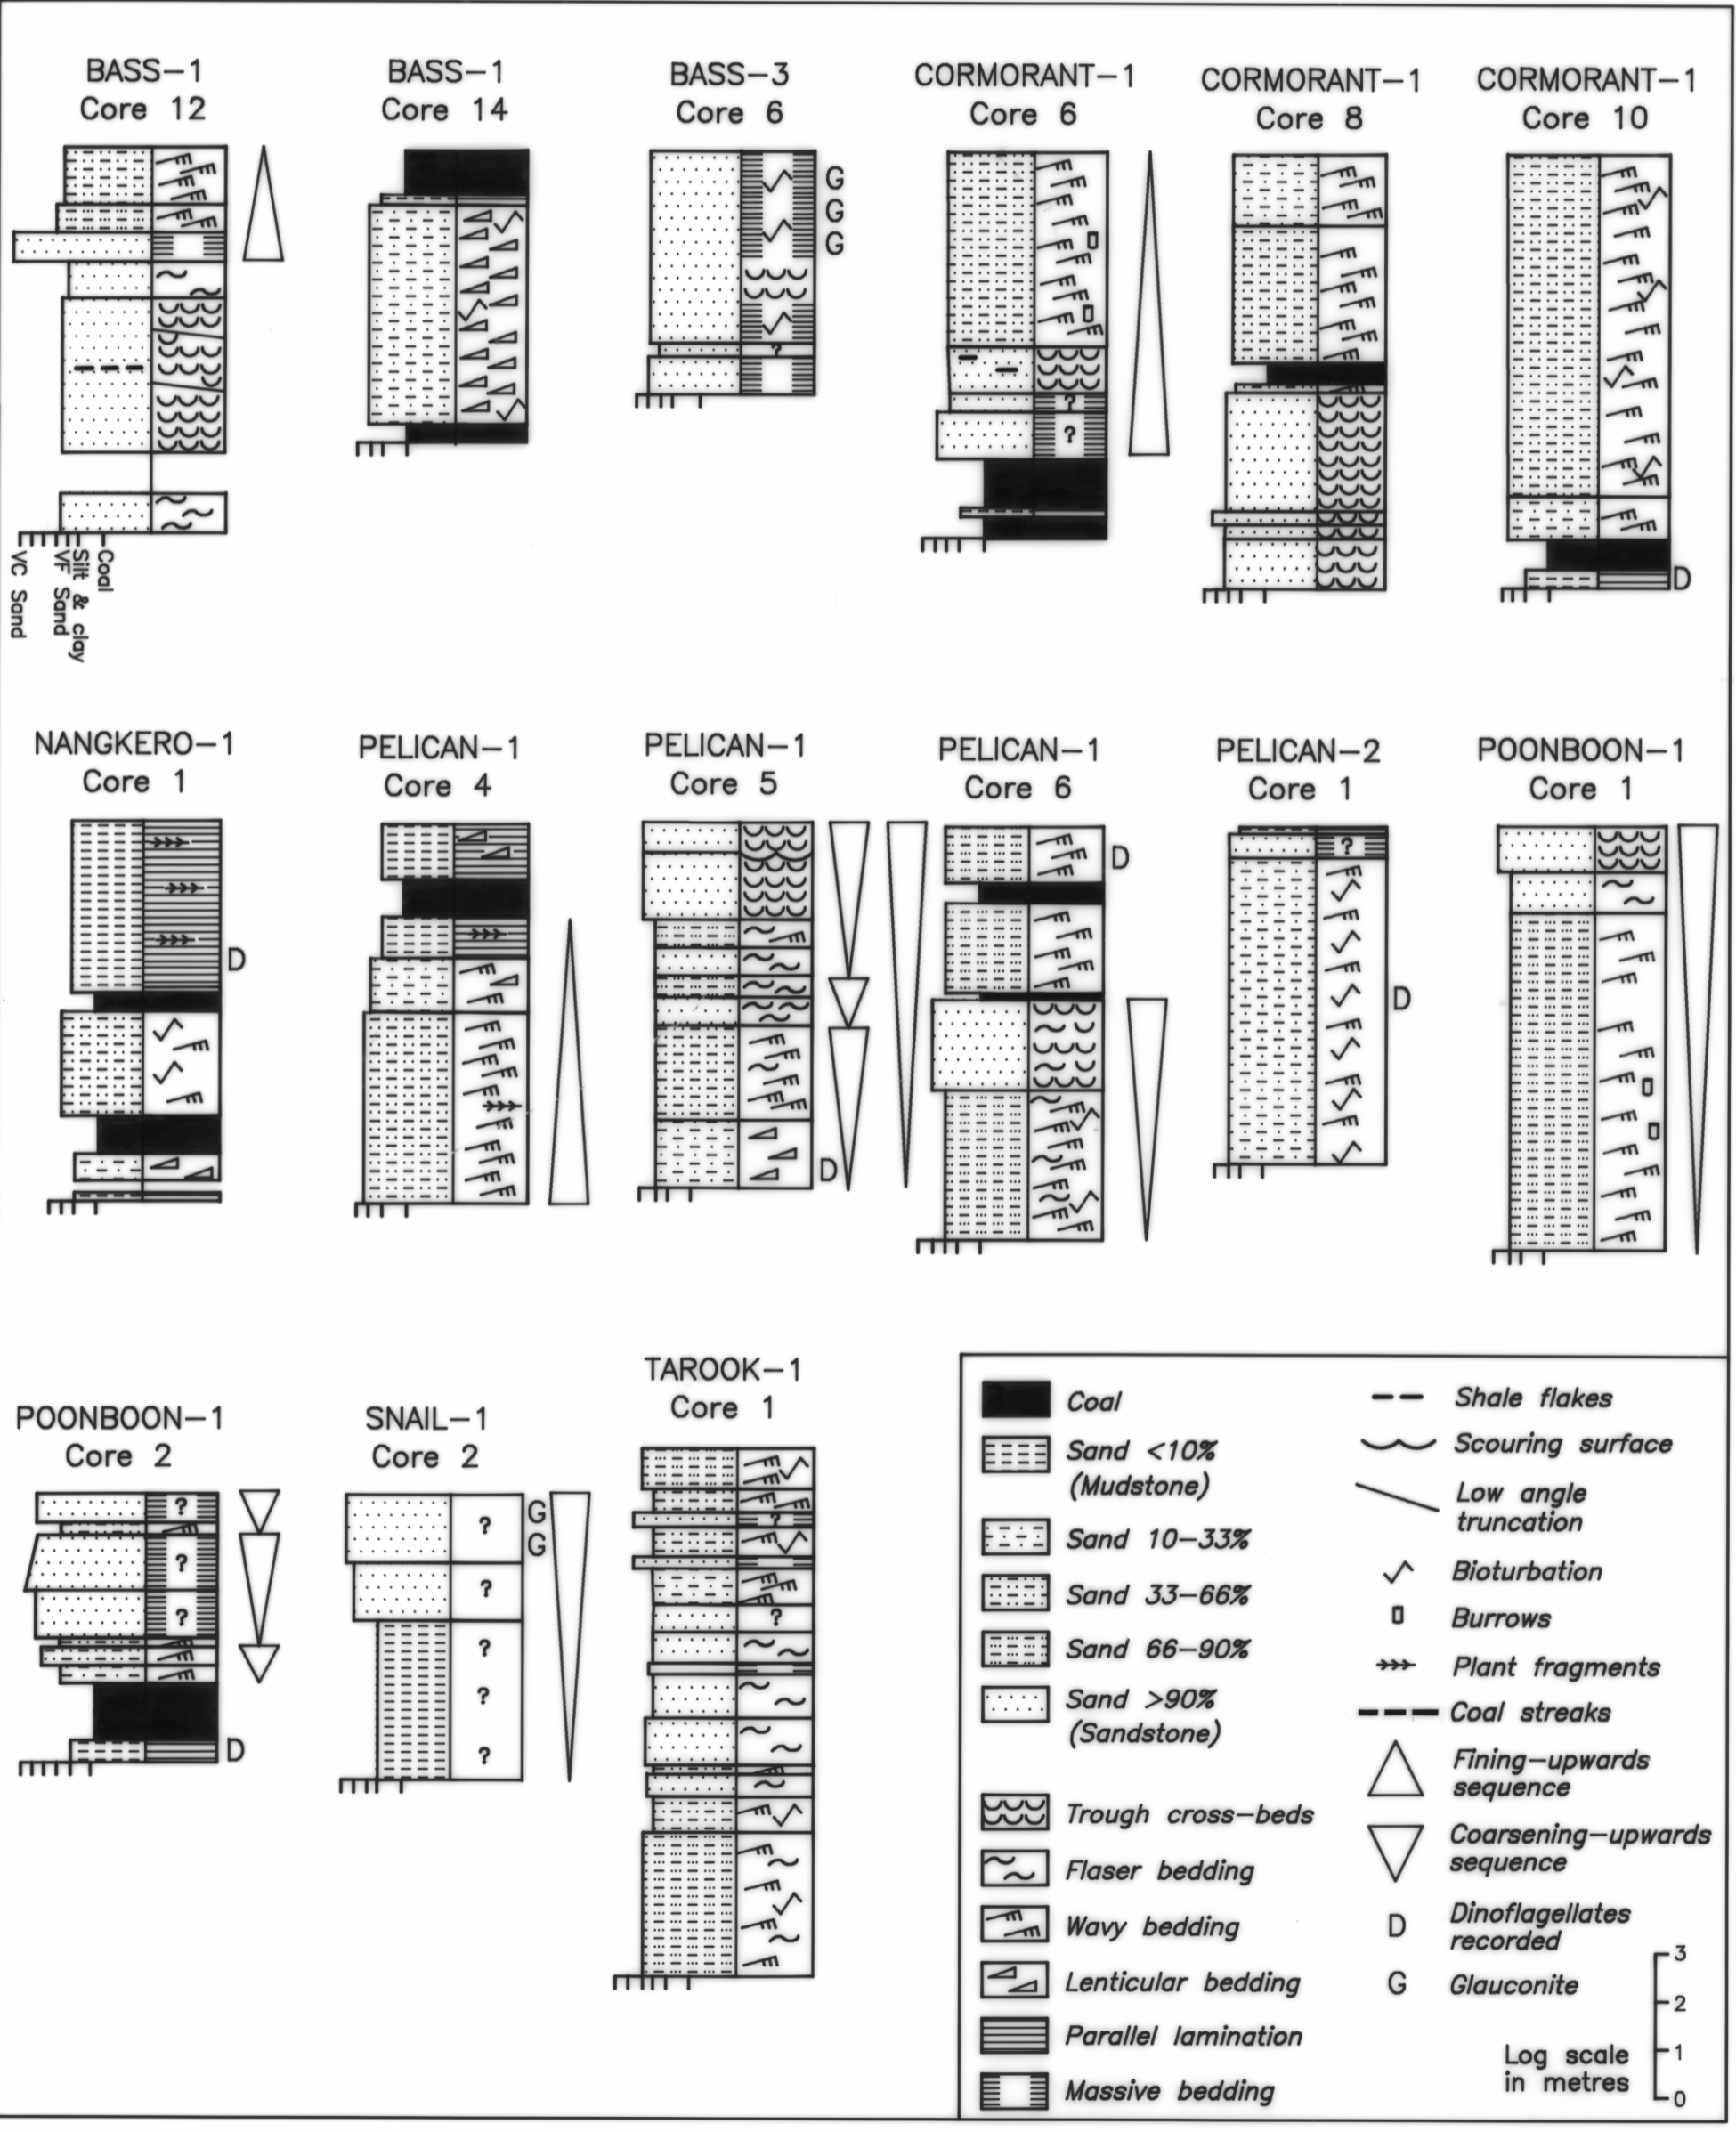 BASS-1
Core 12
BASS-1
Core 14
BASS-3
Core 6
CORMORANT-1
Core 6
CORMORANT-1
Core 8
CORMORANT-1
Core 10
G
G
G
?
?
?
D
VC Sand
VF Sand
Silt & clay
Coal
NANGKERO-1
Core 1
PELICAN-1
Core 4
PELICAN-1
Core 5
PELICAN-1
Core 6
PELICAN-2
Core 1
POONBOON-1
Core 1
D
D
D
?
D
POONBOON-1
Core 2
SNAIL-1
Core 2
TAROOK-1
Core 1
?
?
?
D
?
?
?
?
?
G
G
?
?
Coal
Sand <10%
(Mudstone)
Sand 10-33%
Sand 33-66%
Sand 66-90%
Sand >90%
(Sandstone)
Trough cross-beds
Flaser bedding
Wavy bedding
Lenticular bedding
Parallel lamination
Massive bedding
Shale flakes
Scouring surface
Low angle
truncation
Bioturbation
Burrows
Plant fragments
Coal streaks
Fining-upwards
sequence
Coarsening-upwards
sequence
D
Dinoflagellates
recorded
G
Glauconite
3
2
1
0
Log scale
in metres